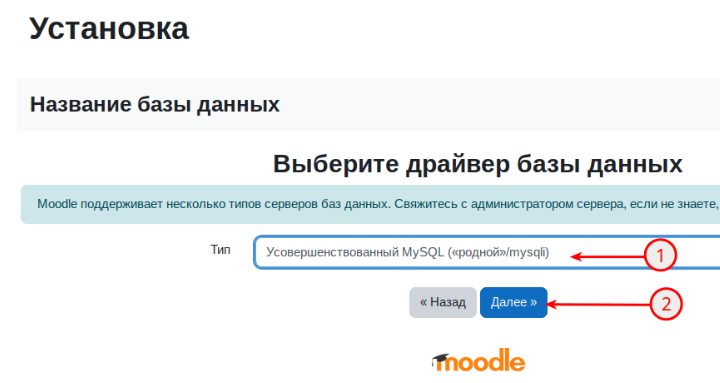 Установка
Название базы данных
Выберите драйвер базы данных
Moodle поддерживает несколько типов серверов баз данных. Свяжитесь с администратором сервера, если не знаете,
Тип
Усовершенствованный MySQL («родной»/mysqli)
1
« Назад
Далее »
2
moodle